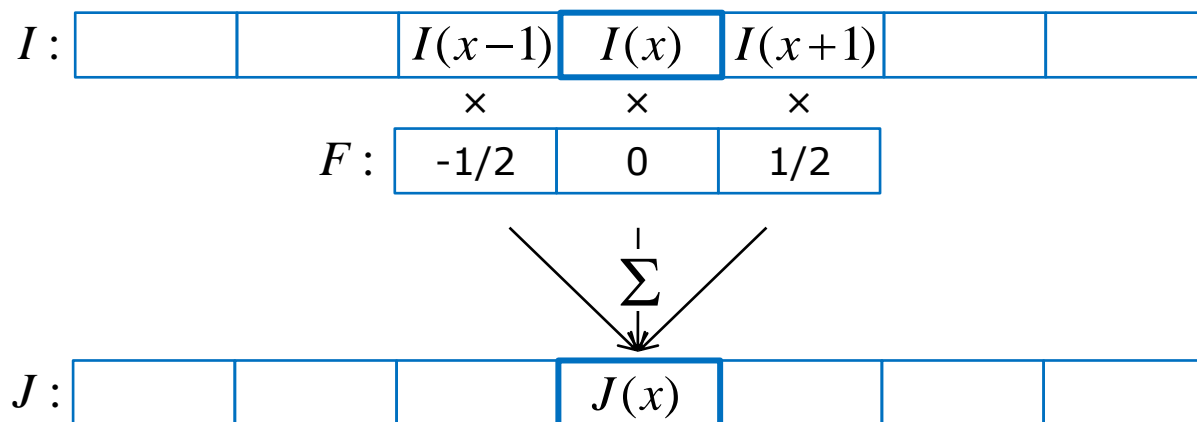 I : I(x−1) I(x) I(x+1)
× × ×
F : -1/2 0 1/2
Σ
J : J(x)